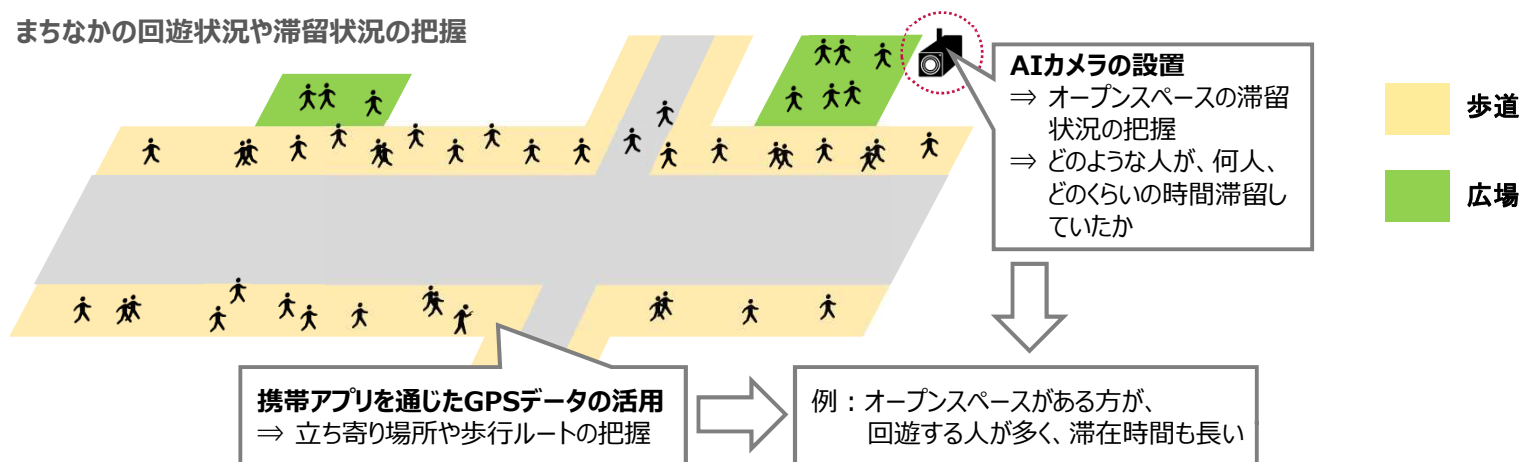 まちなかの回遊状況や滞留状況の把握
AIカメラの設置
⇒ オープンスペースの滞留
状況の把握
⇒ どのような人が、何人、
どのくらいの時間滞留し
ていたか
歩道
広場
携帯アプリを通じたGPSデータの活用
⇒ 立ち寄り場所や歩行ルートの把握
例：オープンスペースがある方が、
回遊する人が多く、滞在時間も長い